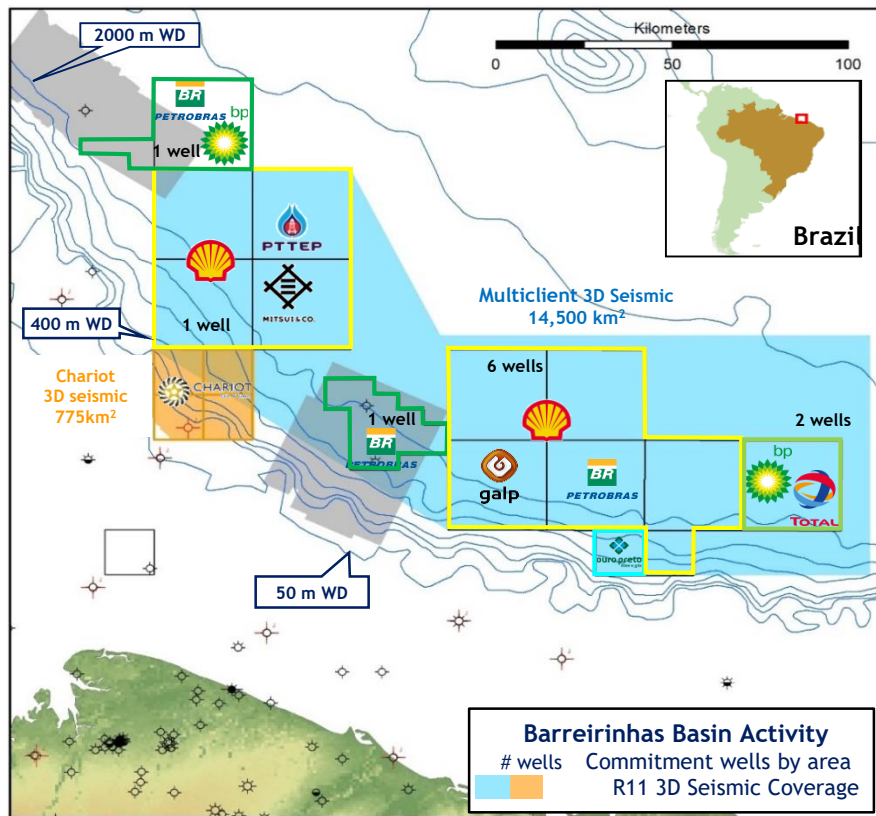 Kilometers
0
50
100
2000 m WD
BR
PETROBRAS
bp
1 well
Brazil
PTTEP
MITSUI & CO.
1 well
Multiclient 3D Seismic
14,500 km²
400 m WD
Chariot
3D seismic
775km²
CHARIOT
6 wells
1 well
BR
PETROBRAS
2 wells
galp
BR
PETROBRAS
bp
TOTAL
ouro preto
50 m WD
Barreirinhas Basin Activity
# wells Commitment wells by area
R11 3D Seismic Coverage